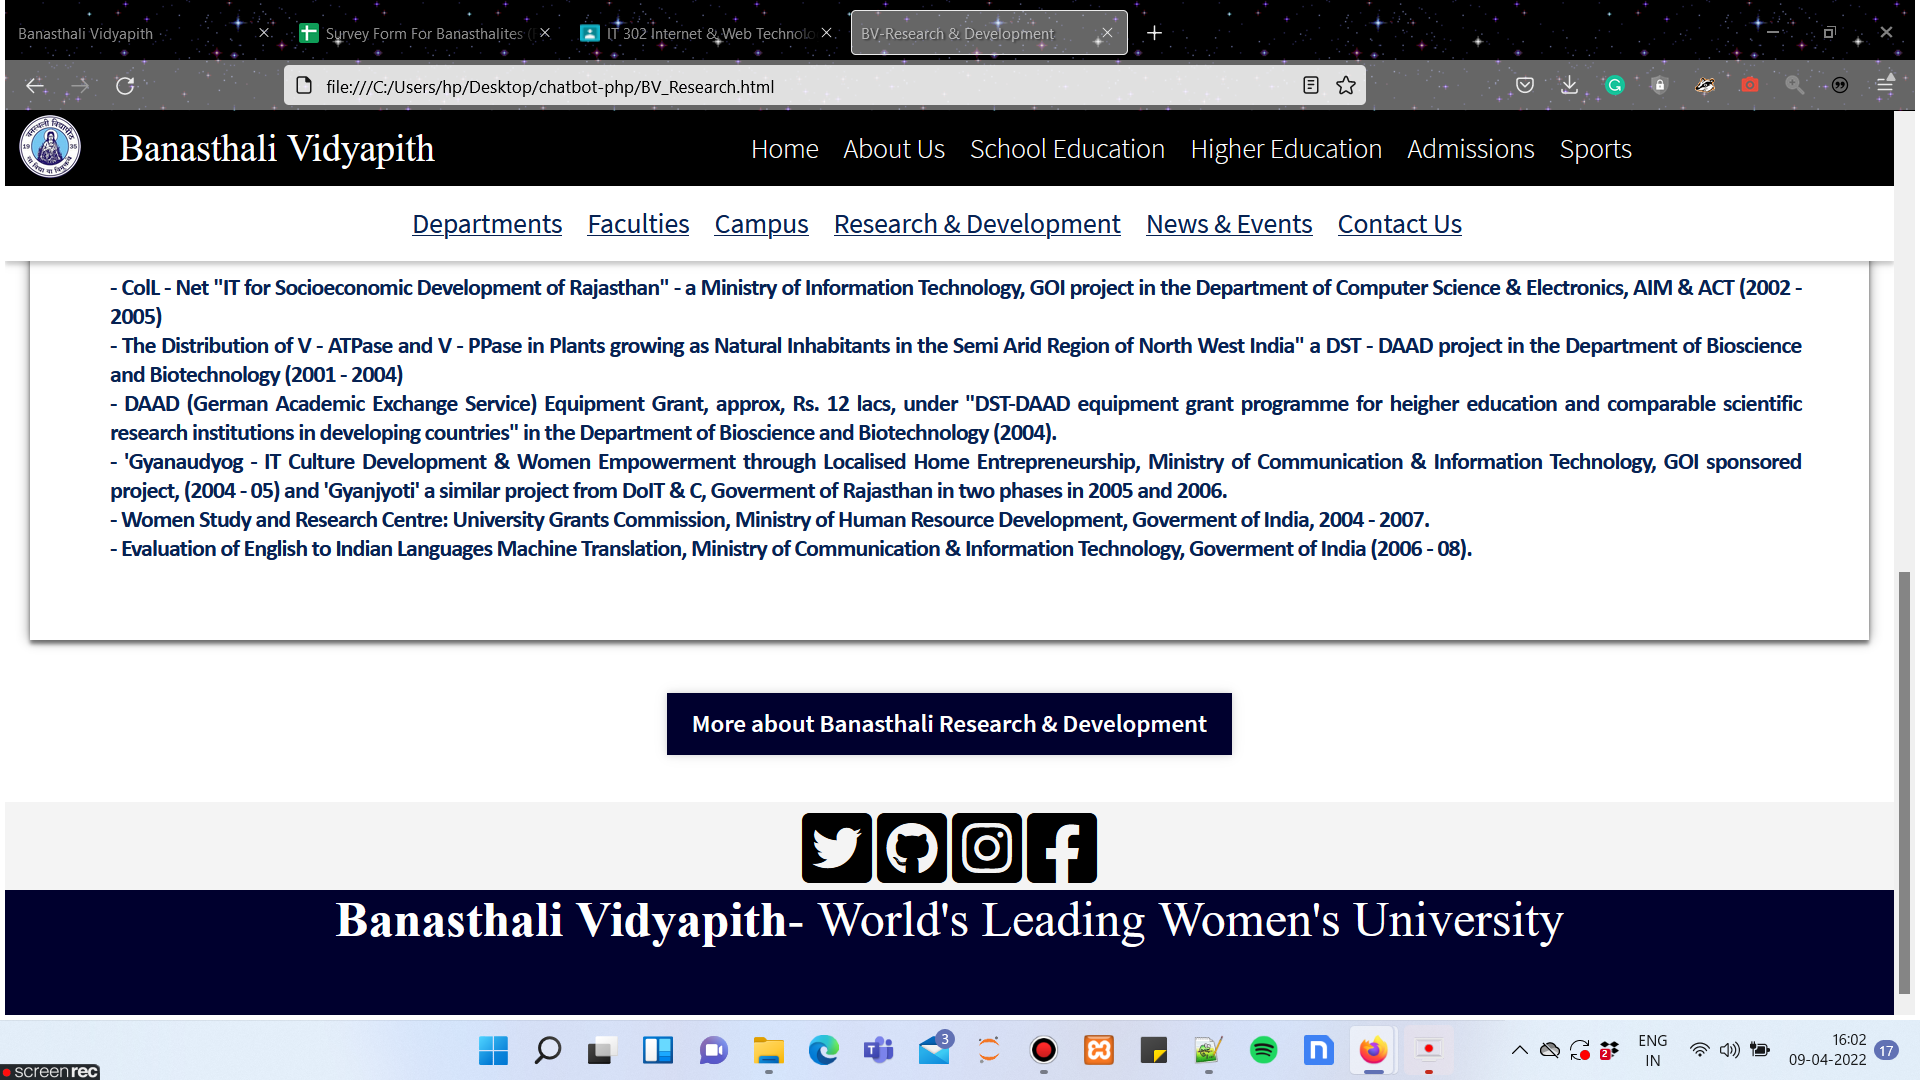 Banasthali Vidyapith
Survey Form For Banasthalites (
IT 302 Internet & Web Technolo
BV-Research & Development
file:///C:/Users/hp/Desktop/chatbot-php/BV_Research.html
Banasthali Vidyapith
Home About Us School Education Higher Education Admissions Sports
Departments Faculties Campus Research & Development News & Events Contact Us
- ColL - Net "IT for Socioeconomic Development of Rajasthan" - a Ministry of Information Technology, GOI project in the Department of Computer Science & Electronics, AIM & ACT (2002 -
2005)
- The Distribution of V - ATPase and V - PPase in Plants growing as Natural Inhabitants in the Semi Arid Region of North West India" a DST - DAAD project in the Department of Bioscience
and Biotechnology (2001 - 2004)
- DAAD (German Academic Exchange Service) Equipment Grant, approx, Rs. 12 lacs, under "DST-DAAD equipment grant programme for heigher education and comparable scientific
research institutions in developing countries" in the Department of Bioscience and Biotechnology (2004).
- 'Gyanaudyog - IT Culture Development & Women Empowerment through Localised Home Entrepreneurship, Ministry of Communication & Information Technology, GOI sponsored
project, (2004 - 05) and 'Gyanjyoti' a similar project from DoIT & C, Goverment of Rajasthan in two phases in 2005 and 2006.
- Women Study and Research Centre: University Grants Commission, Ministry of Human Resource Development, Goverment of India, 2004 - 2007.
- Evaluation of English to Indian Languages Machine Translation, Ministry of Communication & Information Technology, Goverment of India (2006 - 08).
More about Banasthali Research & Development
Banasthali Vidyapith- World's Leading Women's University
3
2
ENG
IN
16:02
09-04-2022
17
screenrec